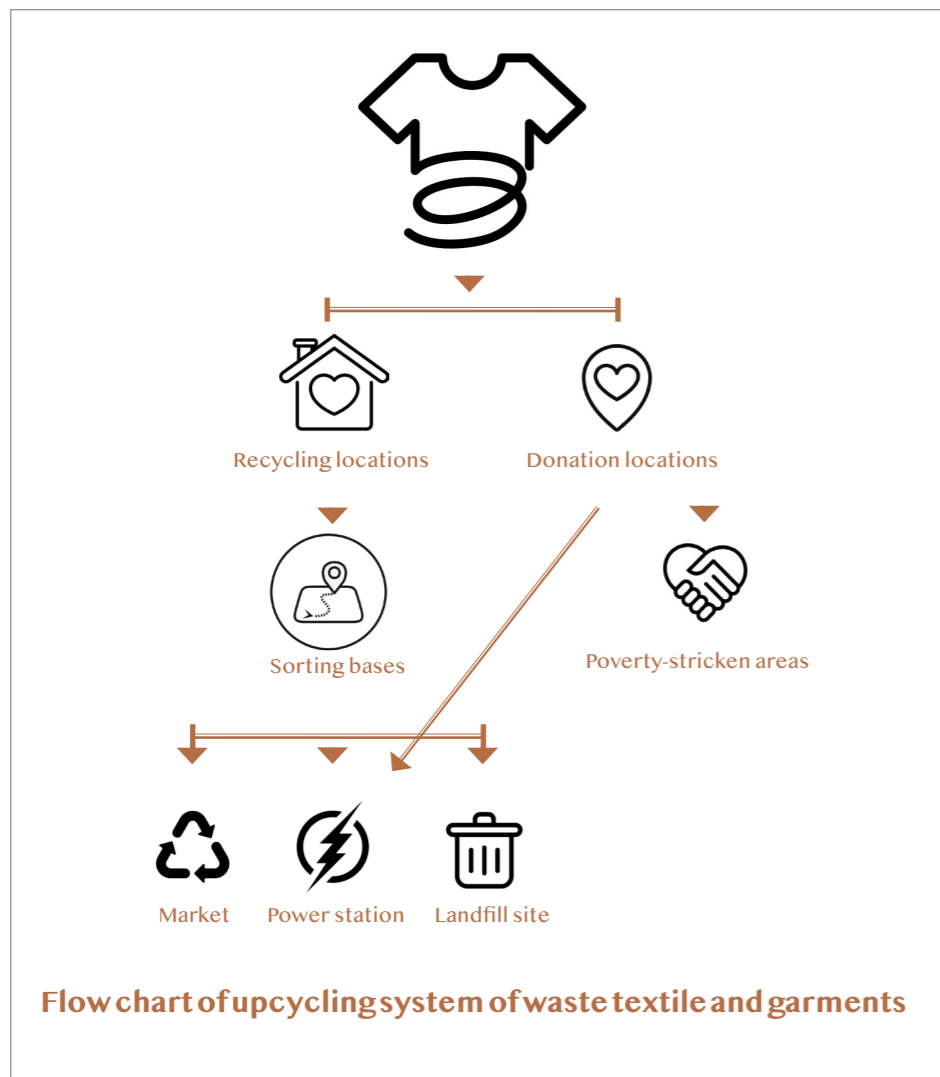 Recycling locations
Donation locations
Sorting bases
Poverty-stricken areas
Market
Power station
Landfill site
Flow chart of upcycling system of waste textile and garments